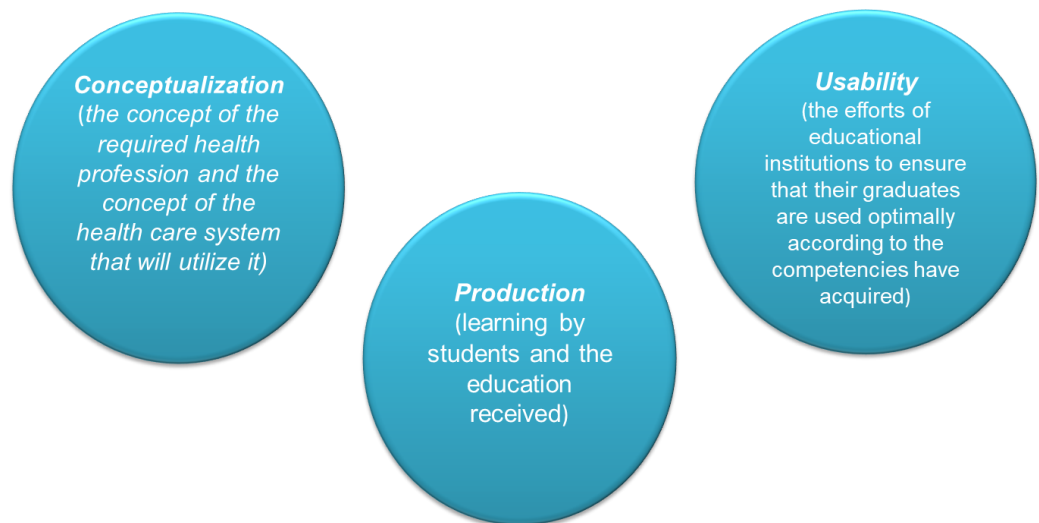 Conceptualization
(the concept of the
required health
profession and the
concept of the
health care system
that will utilize it)
Production
(learning by
students and the
education
received)
Usability
(the efforts of
educational
institutions to ensure
that their graduates
are used optimally
according to the
competencies have
acquired)